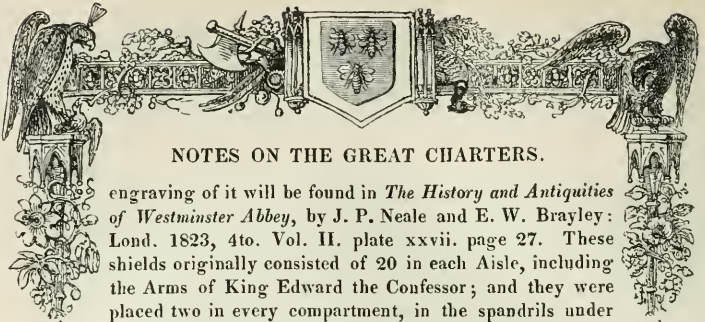 NOTES ON THE GREAT CHARTERS.
engraving of it will be found in The History and Antiquities
of Westminster Abbey, by J. P. Neale and E. W. Brayley:
Lond. 1823, 4to. Vol. II. plate xxvii. page 27. These
shields originally consisted of 20 in each Aisle, including
the Arms of King Edward the Confessor; and they were
placed two in every compartment, in the spandrils under